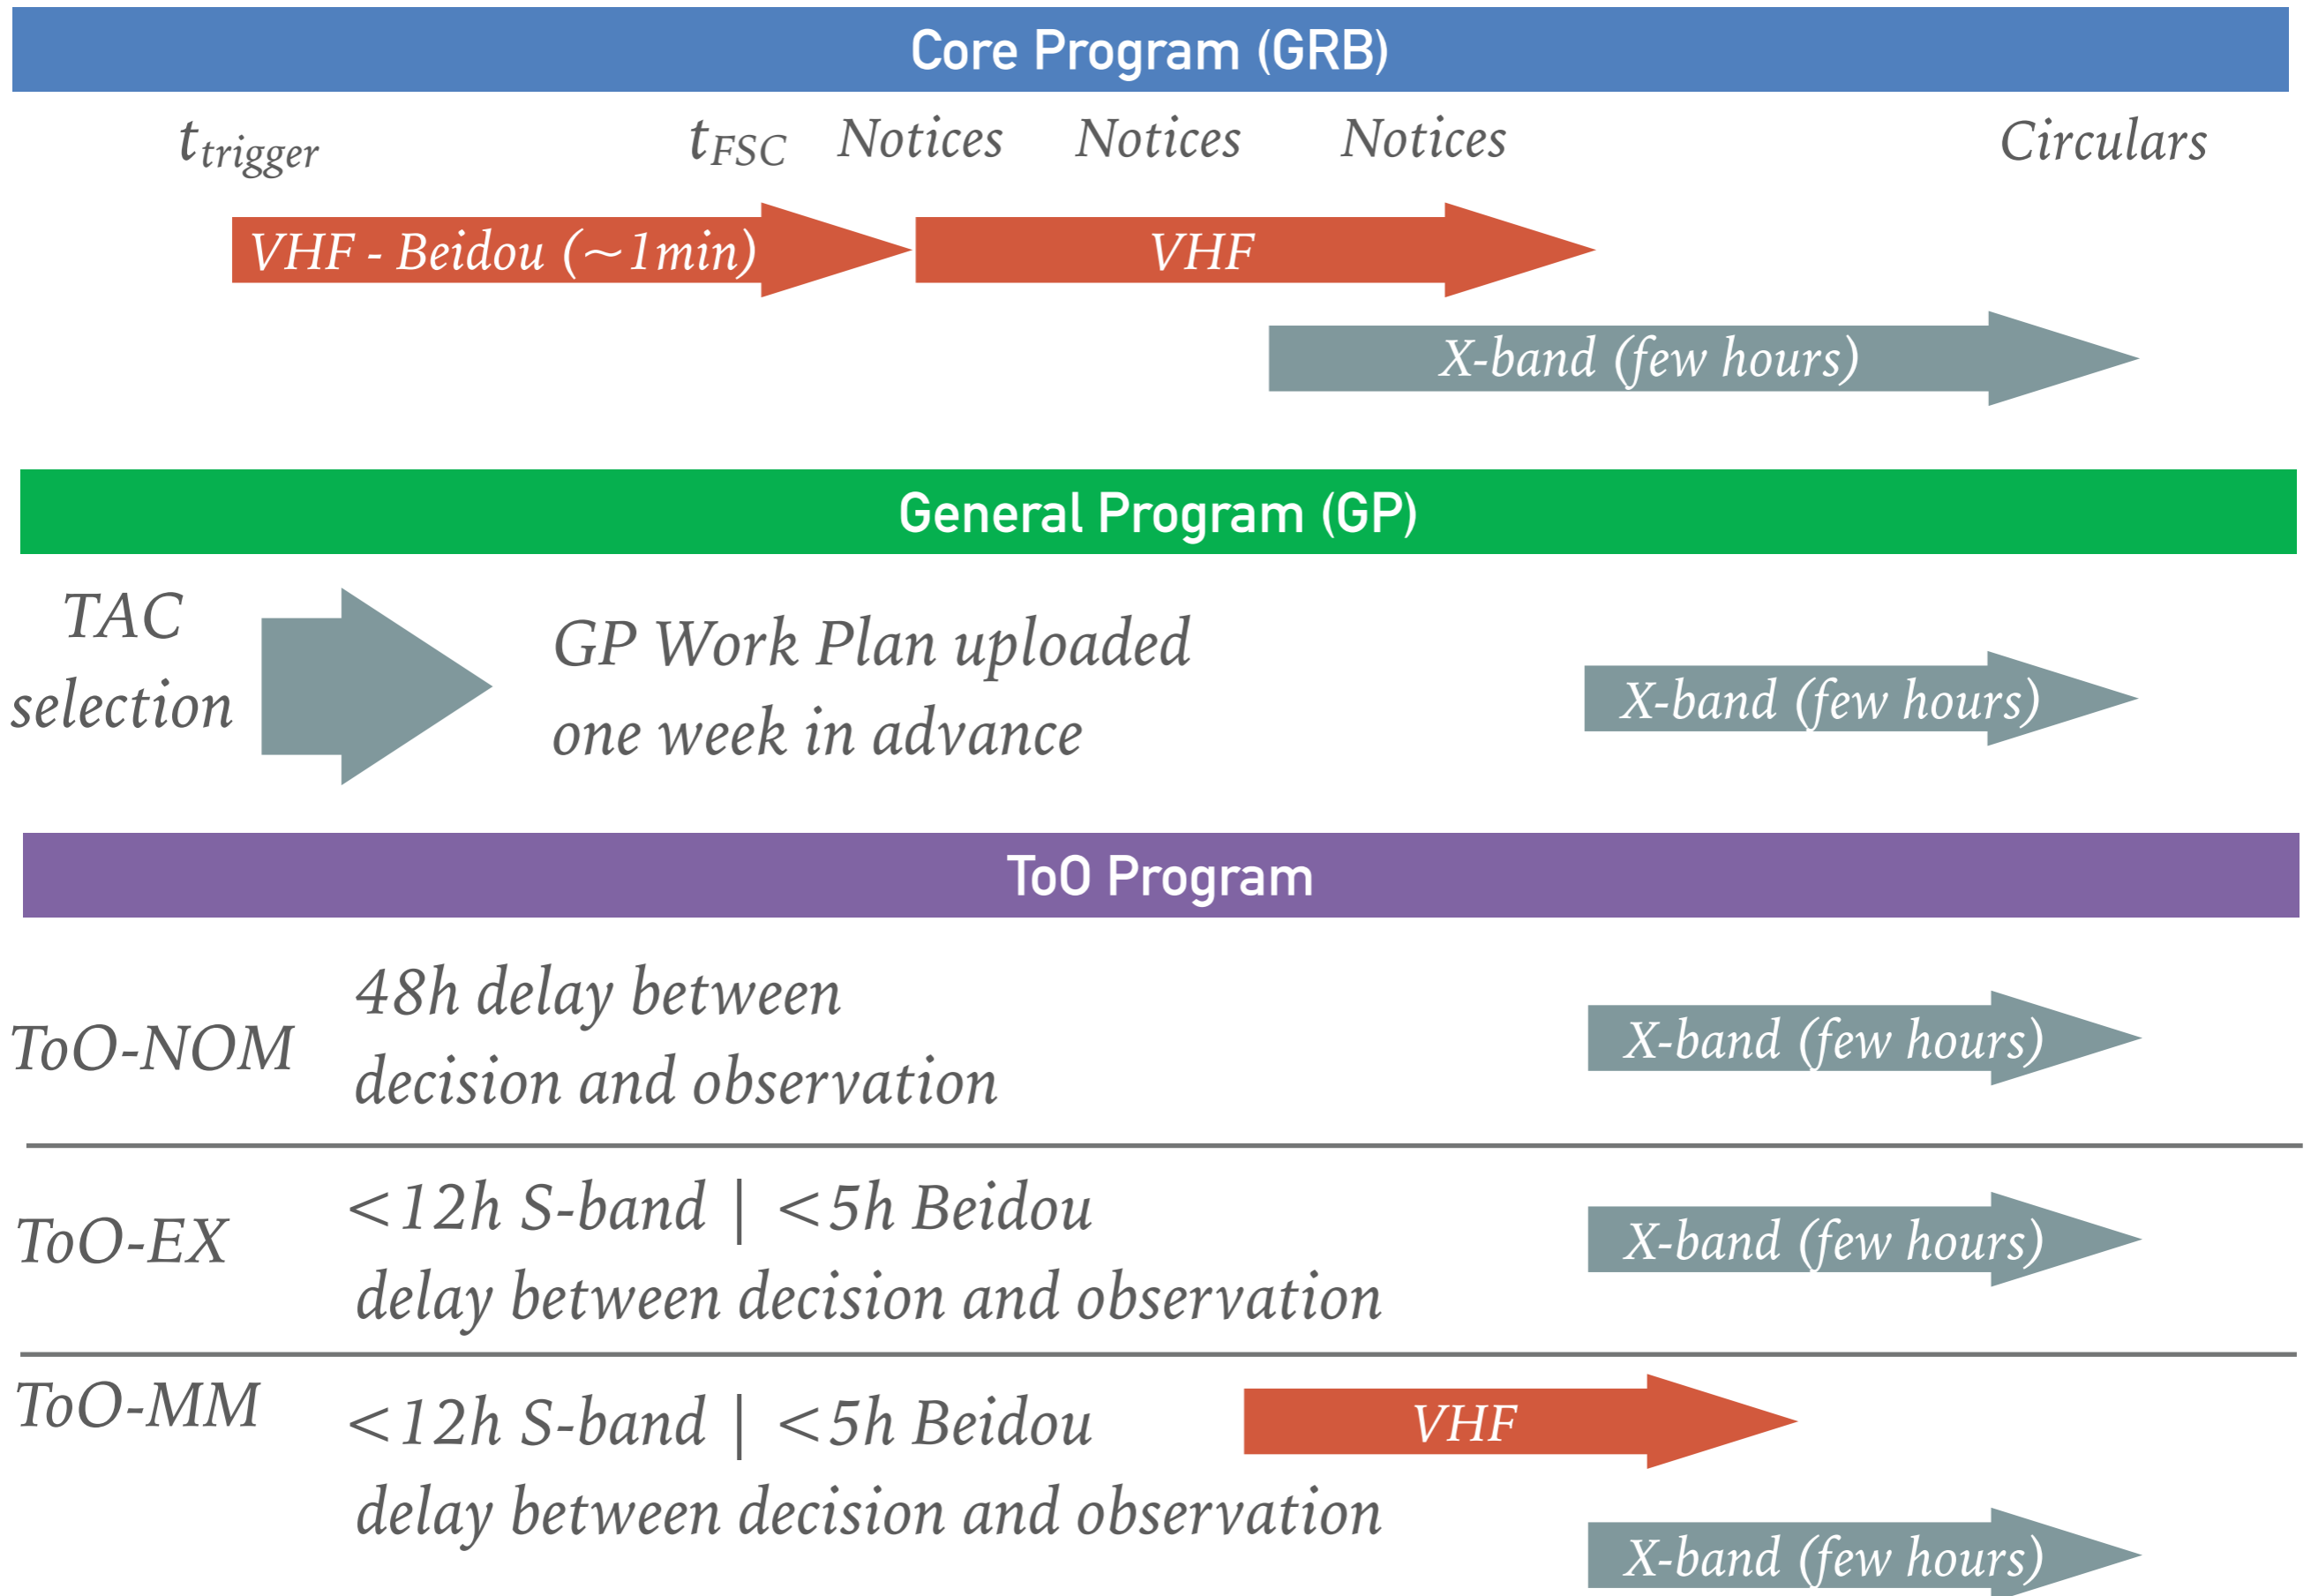 Core Program (GRB)
t_trigger t_FSC Notices Notices Notices Circulars
VHF - Beidou (~1min) VHF
X-band (few hours)
General Program (GP)
TAC
selection
GP Work Plan uploaded
one week in advance
X-band (few hours)
ToO Program
ToO-NOM
48h delay between
decision and observation
X-band (few hours)
ToO-EX
<12h S-band | <5h Beidou
delay between decision and observation
X-band (few hours)
ToO-MM
<12h S-band | <5h Beidou
delay between decision and observation
VHF
X-band (few hours)